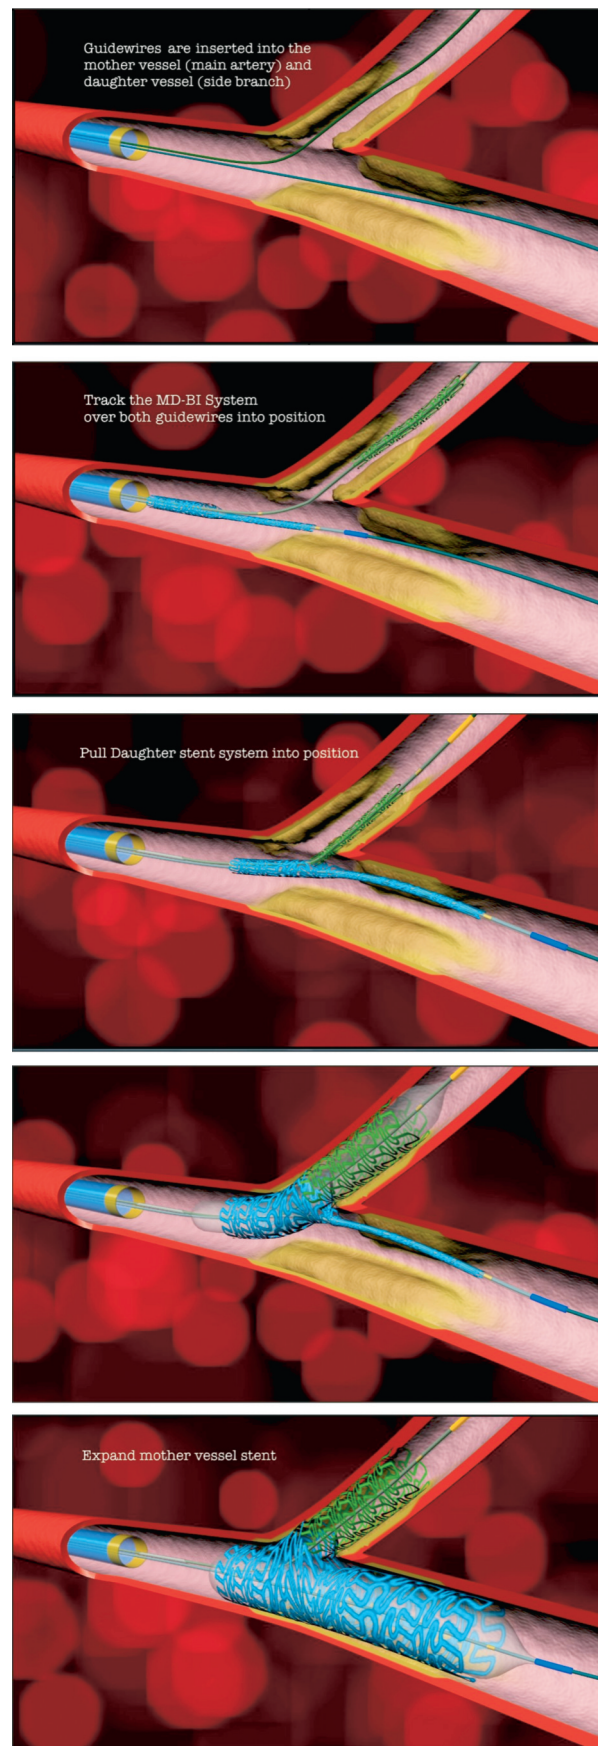 Guidewires are inserted into the
mother vessel (main artery) and
daughter vessel (side branch)
Track the MD-BI System
over both guidewires into position
Pull Daughter stent system into position
Expand mother vessel stent